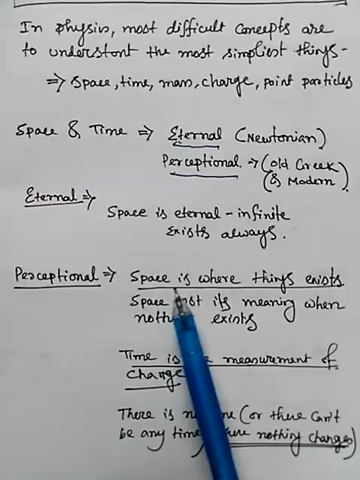 In physics, most difficult concepts are
to understant the most simpliest things-
⇒ space, time, mass, charge, point particles
Space & Time ⇒ Eternal (Newtonian)
Perceptional → (Old Greek
& Modern)
Eternal ⇒
Space is eternal - infinite
exists always.
Perceptional ⇒ Space is where things exists
Space its meaning when
exists
Time is measurement of
change
There is (or there can't
be any time nothing changes)